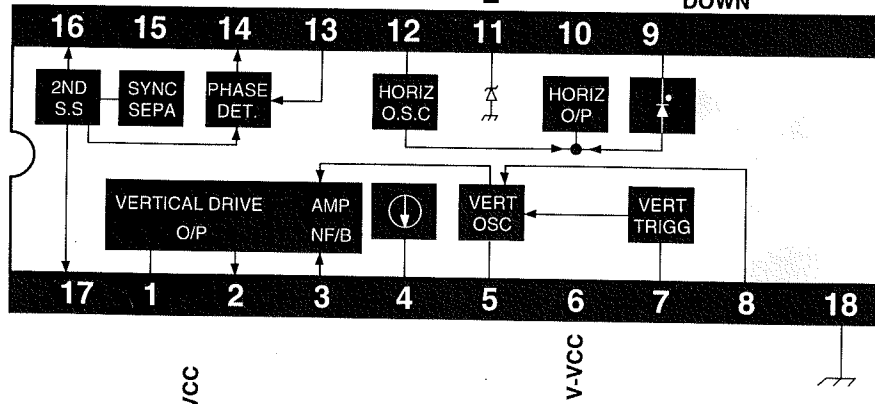 DOWN
16 15 14 13 12 11 10 9
2ND
S.S
SYNC
SEPA
PHASE
DET.
HORIZ
O.S.C
HORIZ
O/P
VERTICAL DRIVE
O/P
AMP
NF/B
VERT
OSC
VERT
TRIGG
17 1 2 3 4 5 6 7 8 18
VCC
V-VCC